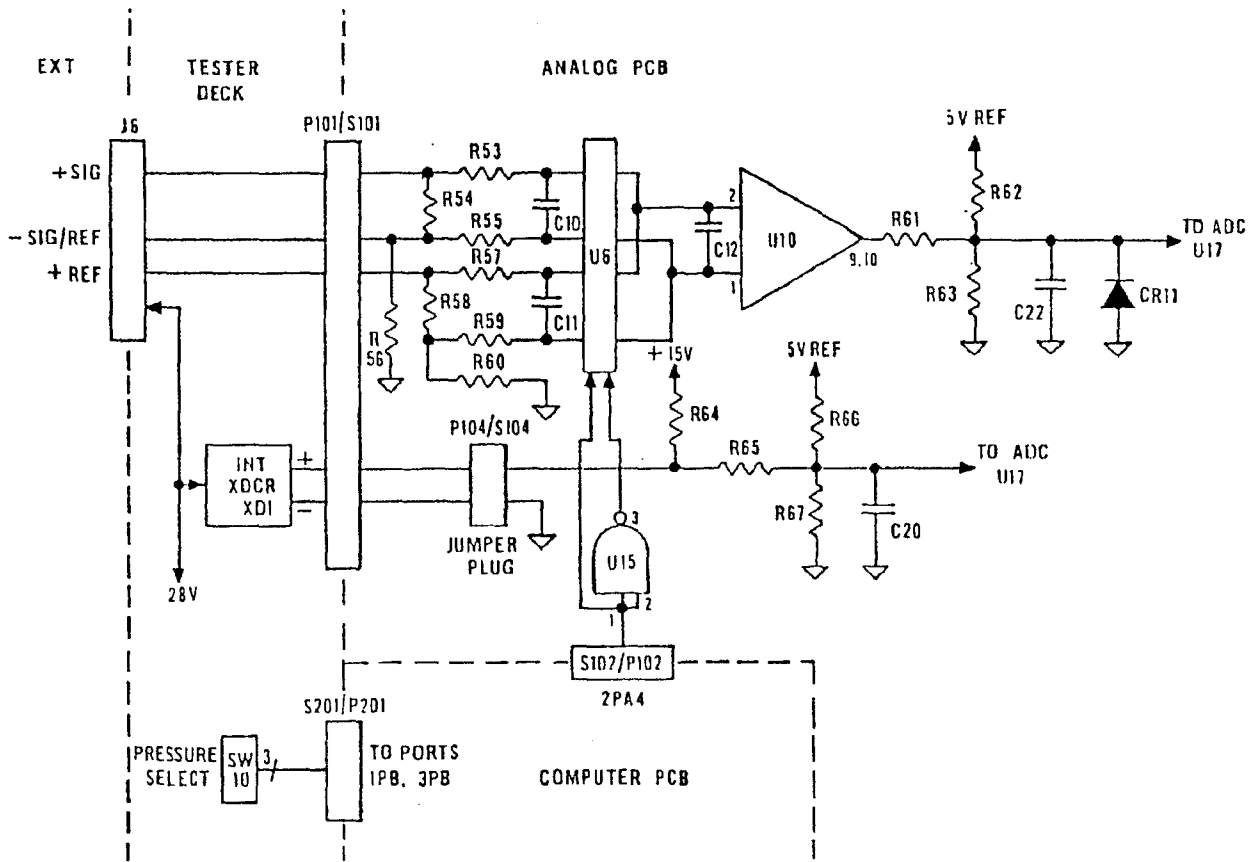 EXT
TESTER
DECK
ANALOG PCB
J6
P101/S101
5V REF
+SIG
R53
R54
R62
C10
-SIG/REF
R55
U6
C12
2
U10
1
9,10
R61
TO ADC
U17
+REF
R57
R58
C11
R63
C22
CR11
R
56
R59
R60
+15V
5V REF
R64
R66
P104/S104
R65
TO ADC
U17
INT
XDCR
XD1
+
-
R67
C20
JUMPER
PLUG
3
U15
1
2
28V
S102/P102
2PA4
S201/P201
PRESSURE
SELECT
SW
10
3
TO PORTS
1PB, 3PB
COMPUTER PCB